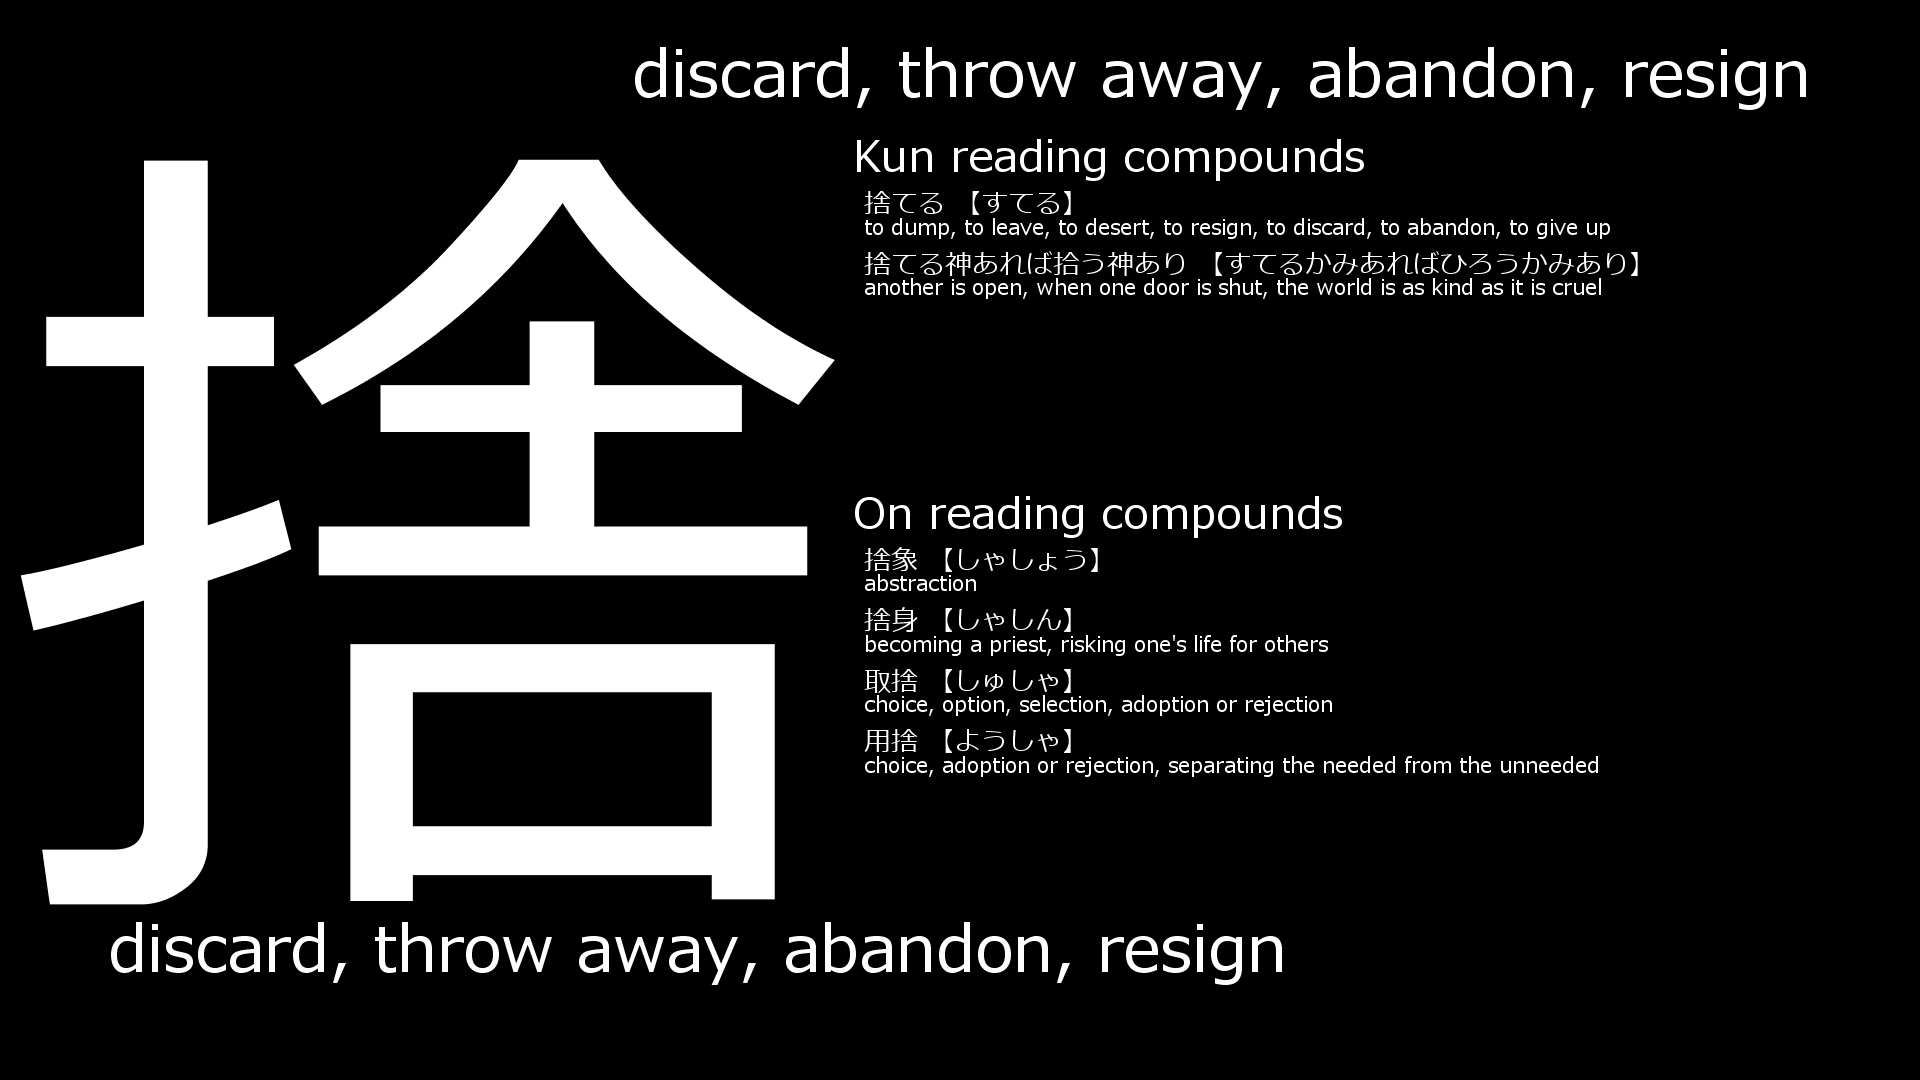 discard, throw away, abandon, resign
捨
Kun reading compounds
捨てる 【すてる】
to dump, to leave, to desert, to resign, to discard, to abandon, to give up
捨てる神あれば拾う神あり 【すてるかみあればひろうかみあり】
another is open, when one door is shut, the world is as kind as it is cruel
On reading compounds
捨象 【しゃしょう】
abstraction
捨身 【しゃしん】
becoming a priest, risking one's life for others
取捨 【しゅしゃ】
choice, option, selection, adoption or rejection
用捨 【ようしゃ】
choice, adoption or rejection, separating the needed from the unneeded
discard, throw away, abandon, resign